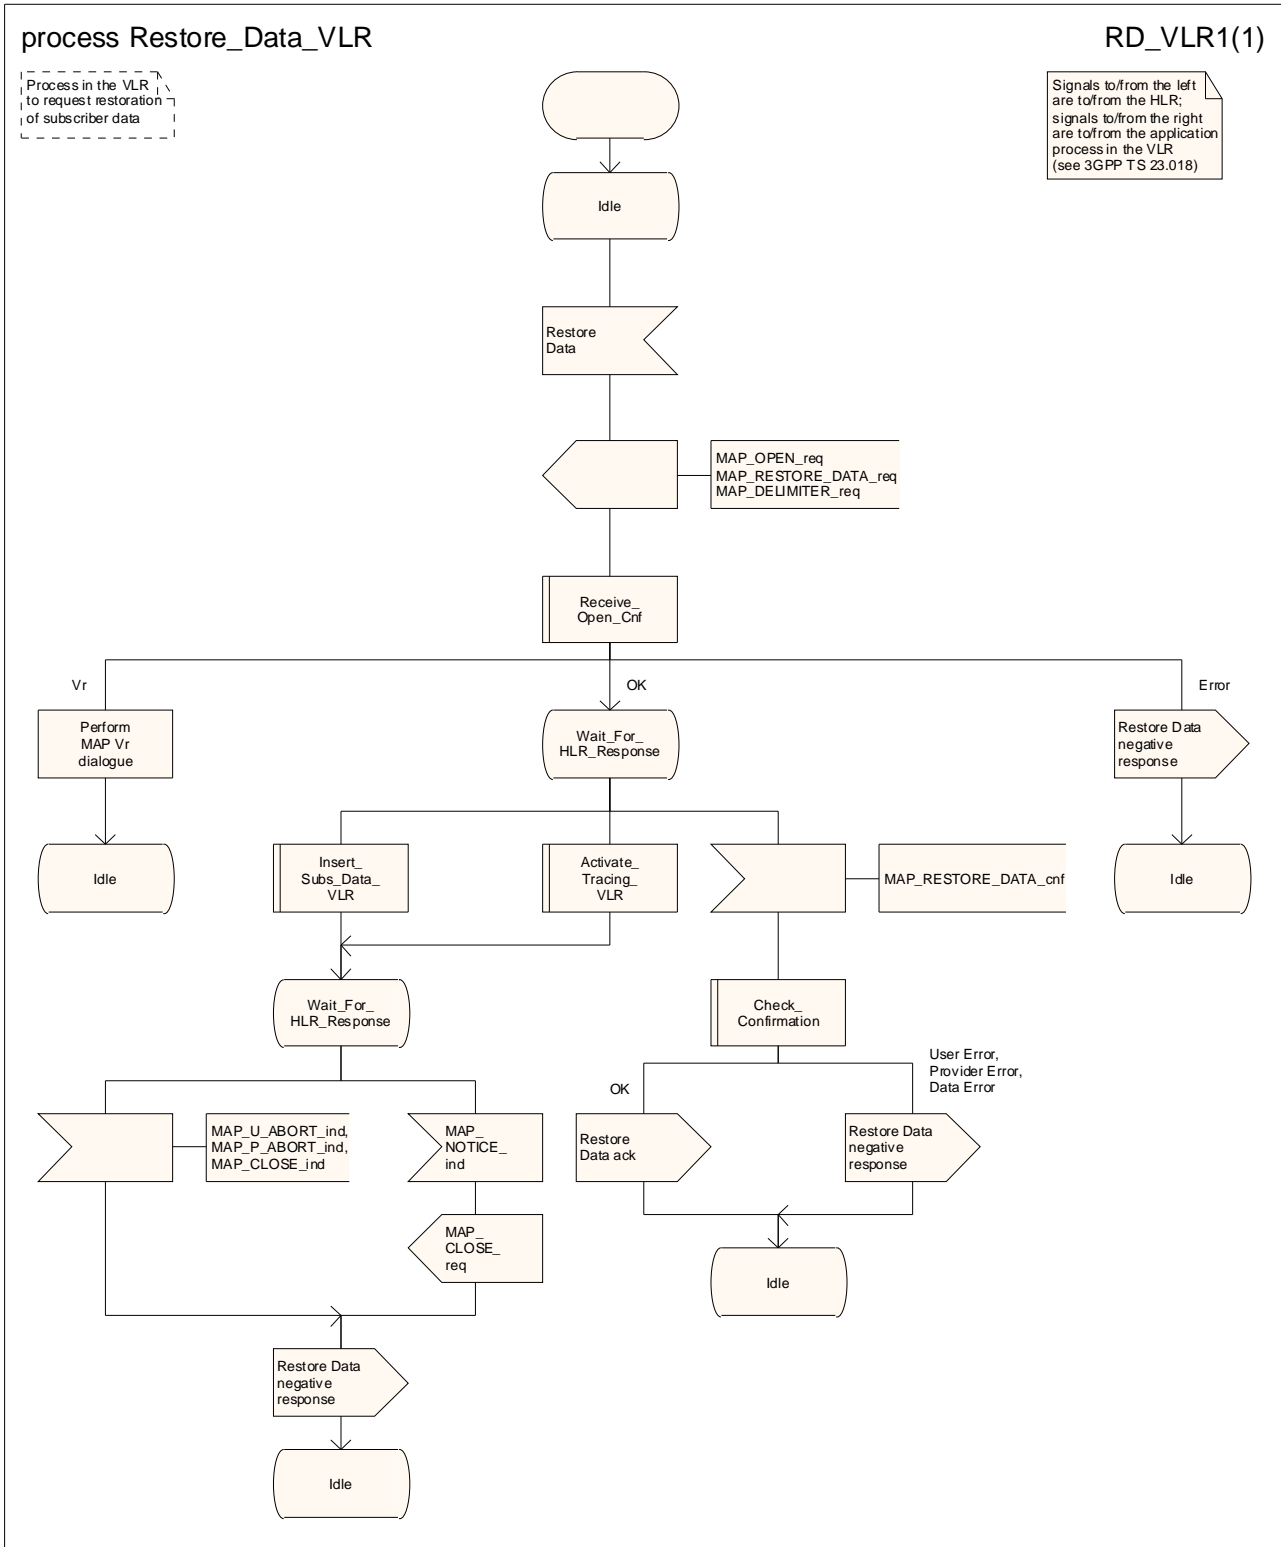 process Restore_Data_VLR
RD_VLR1(1)
Process in the VLR
to request restoration
of subscriber data
Signals to/from the left
are to/from the HLR;
signals to/from the right
are to/from the application
process in the VLR
(see 3GPP TS 23.018)
Idle
Restore
Data
MAP_OPEN_req
MAP_RESTORE_DATA_req
MAP_DELIMITER_req
Receive_
Open_Cnf
Vr
OK
Error
Perform
MAP Vr
dialogue
Wait_For_
HLR_Response
Restore Data
negative
response
Idle
Insert_
Subs_Data_
VLR
Activate_
Tracing_
VLR
MAP_RESTORE_DATA_cnf
Idle
Wait_For_
HLR_Response
Check_
Confirmation
OK
User Error,
Provider Error,
Data Error
MAP_U_ABORT_ind,
MAP_P_ABORT_ind,
MAP_CLOSE_ind
MAP_
NOTICE_
ind
Restore
Data ack
Restore Data
negative
response
MAP_
CLOSE_
req
Idle
Restore Data
negative
response
Idle